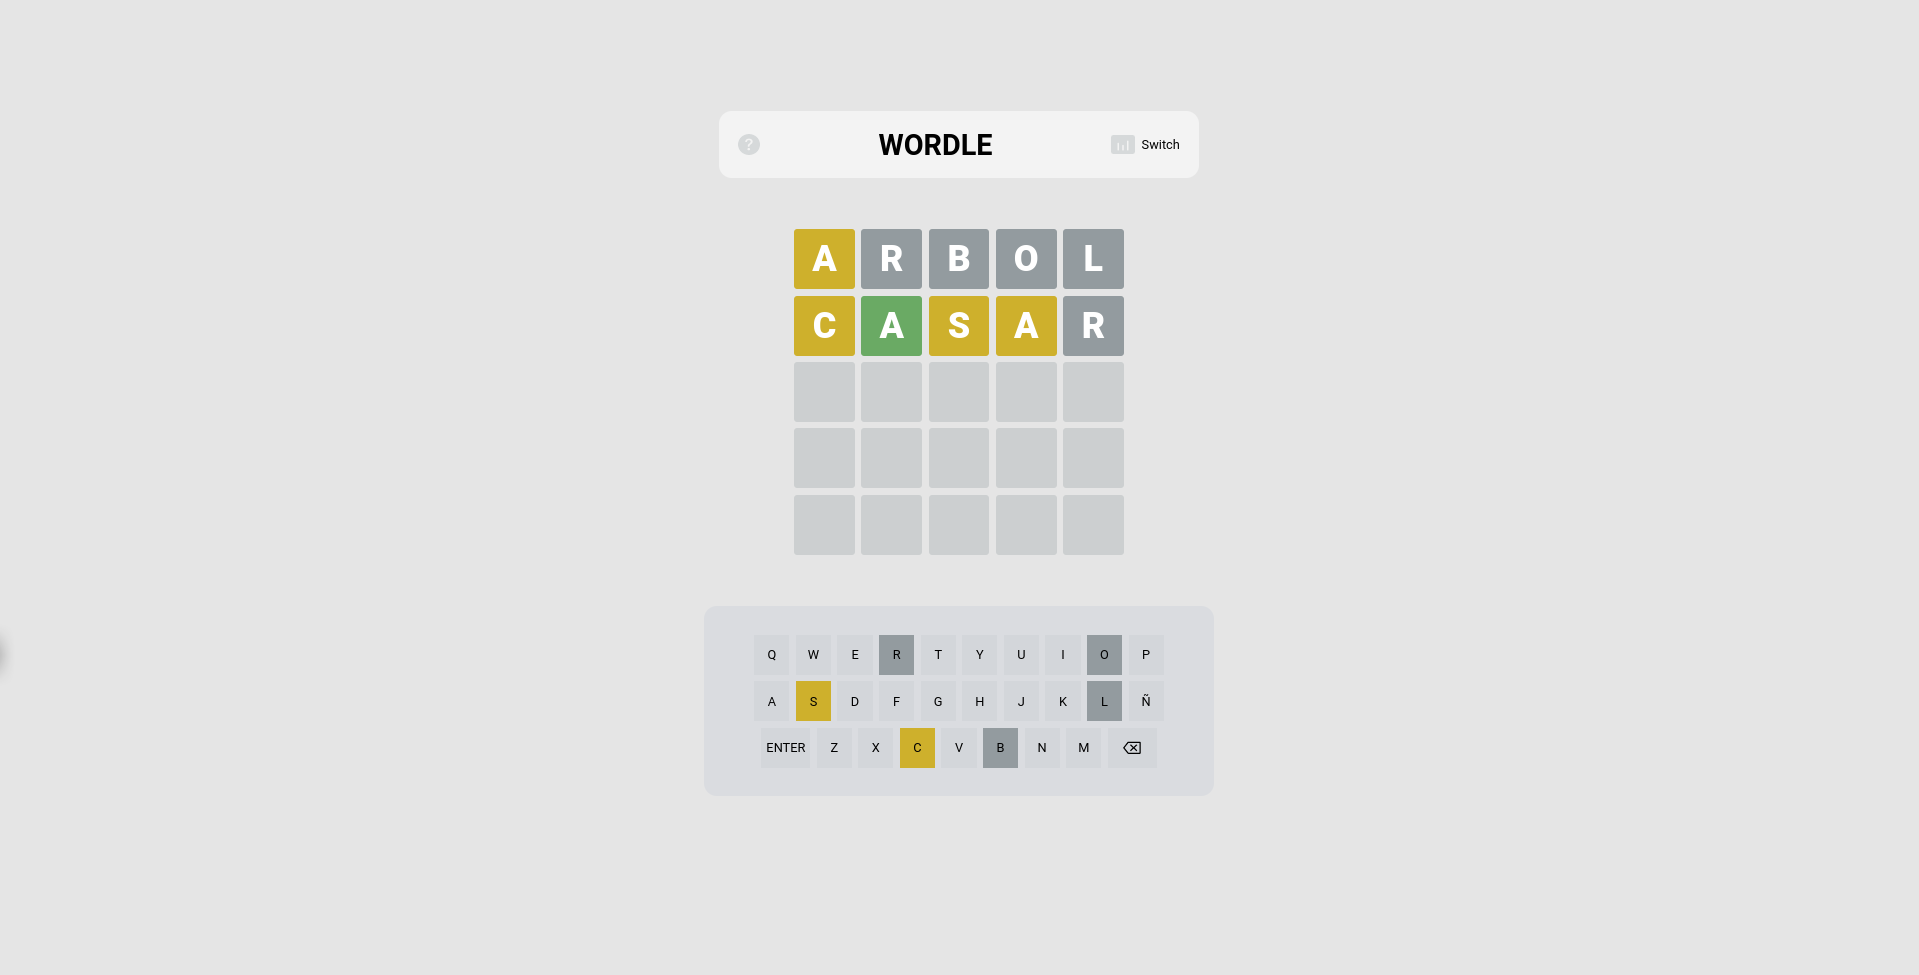 ?
WORDLE
Switch
A R B O L
C A S A R
Q W E R T Y U I O P
A S D F G H J K L Ñ
ENTER Z X C V B N M